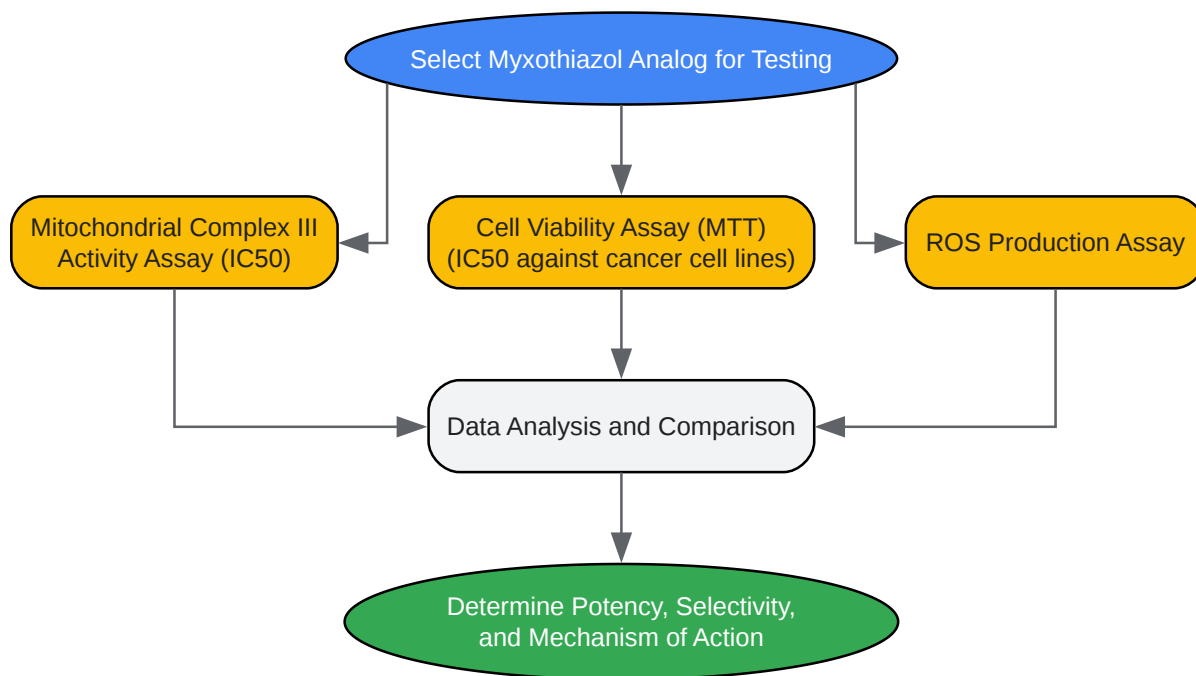 Select Myxothiazol Analog for Testing
Mitochondrial Complex III
Activity Assay (IC50)
Cell Viability Assay (MTT)
(IC50 against cancer cell lines)
ROS Production Assay
Data Analysis and Comparison
Determine Potency, Selectivity,
and Mechanism of Action